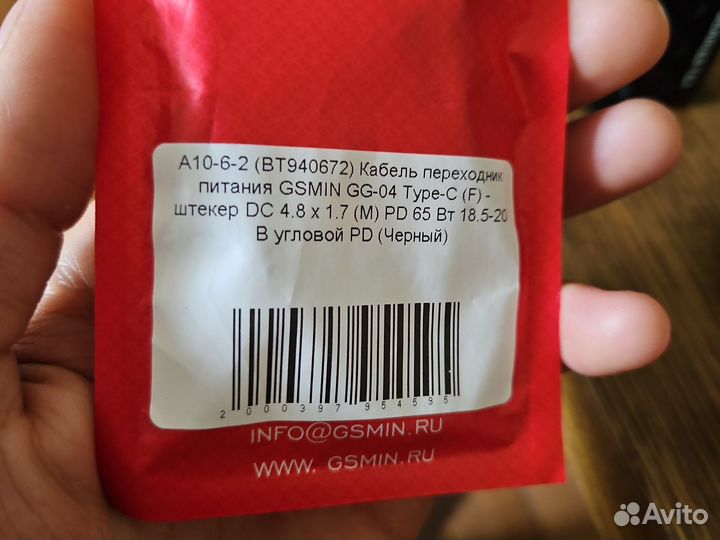 A10-6-2 (BT940672) Кабель переходник
питания GSMIN GG-04 Type-C (F) -
штекер DC 4.8 x 1.7 (M) PD 65 Вт 18.5-20
В угловой PD (Черный)
2000397954595
INFO@GSMIN.RU
WWW. GSMIN.RU
Avito